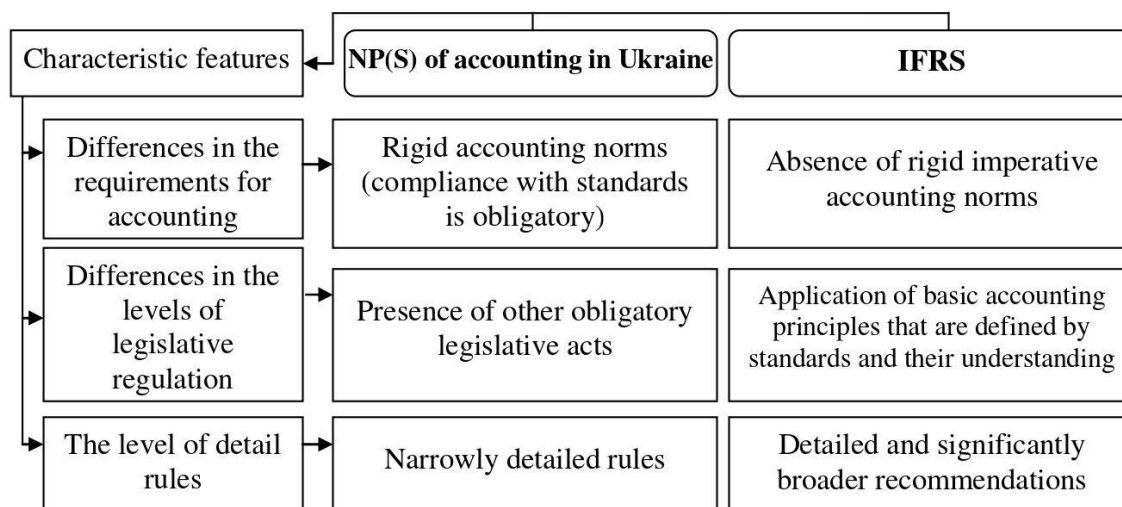 Characteristic features
NP(S) of accounting in Ukraine
IFRS
Differences in the
requirements for
accounting
Rigid accounting norms
(compliance with standards
is obligatory)
Absence of rigid imperative
accounting norms
Differences in the
the levels of
legislative
regulation
Presence of other obligatory
legislative acts
Application of basic accounting
principles that are defined by
standards and their understanding
The level of detail
rules
Narrowly detailed rules
Detailed and significantly
broader recommendations